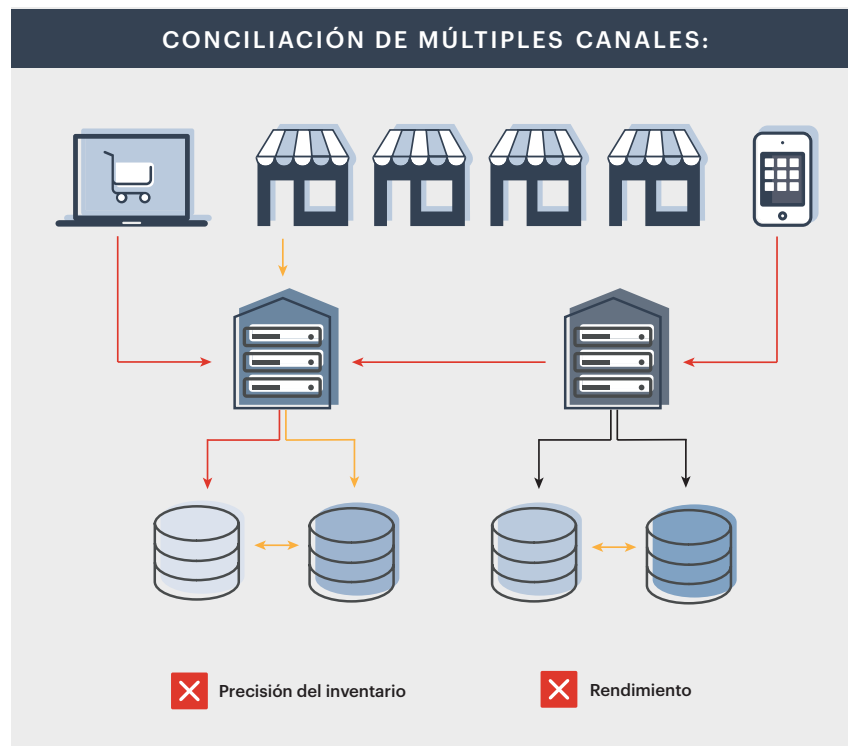 CONCILIACIÓN DE MÚLTIPLES CANALES:
Precisión del inventario
Rendimiento